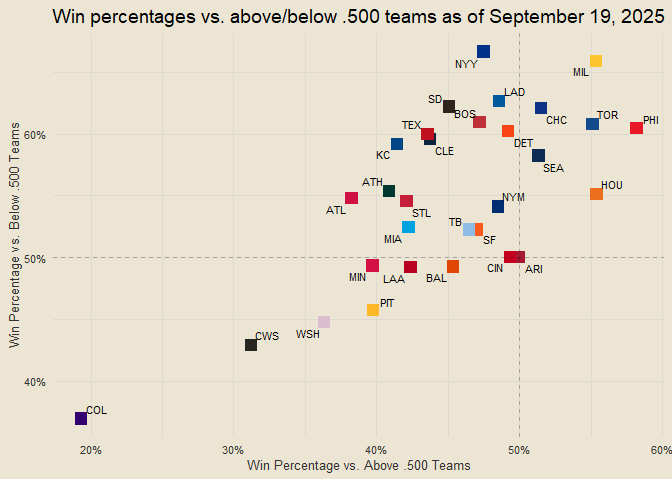 Win percentages vs. above/below .500 teams as of September 19, 2025
NYY
MIL
SD
LAD
BOS
CHC
TOR
PHI
TEX
60%
KC
CLE
DET
SEA
ATH
HOU
ATL
STL
NYM
MIA
TB
SF
50%
MIN
LAA
BAL
CIN
ARI
PIT
WSH
CWS
40%
COL
Win Percentage vs. Below .500 Teams
20%
30%
40%
50%
60%
Win Percentage vs. Above .500 Teams